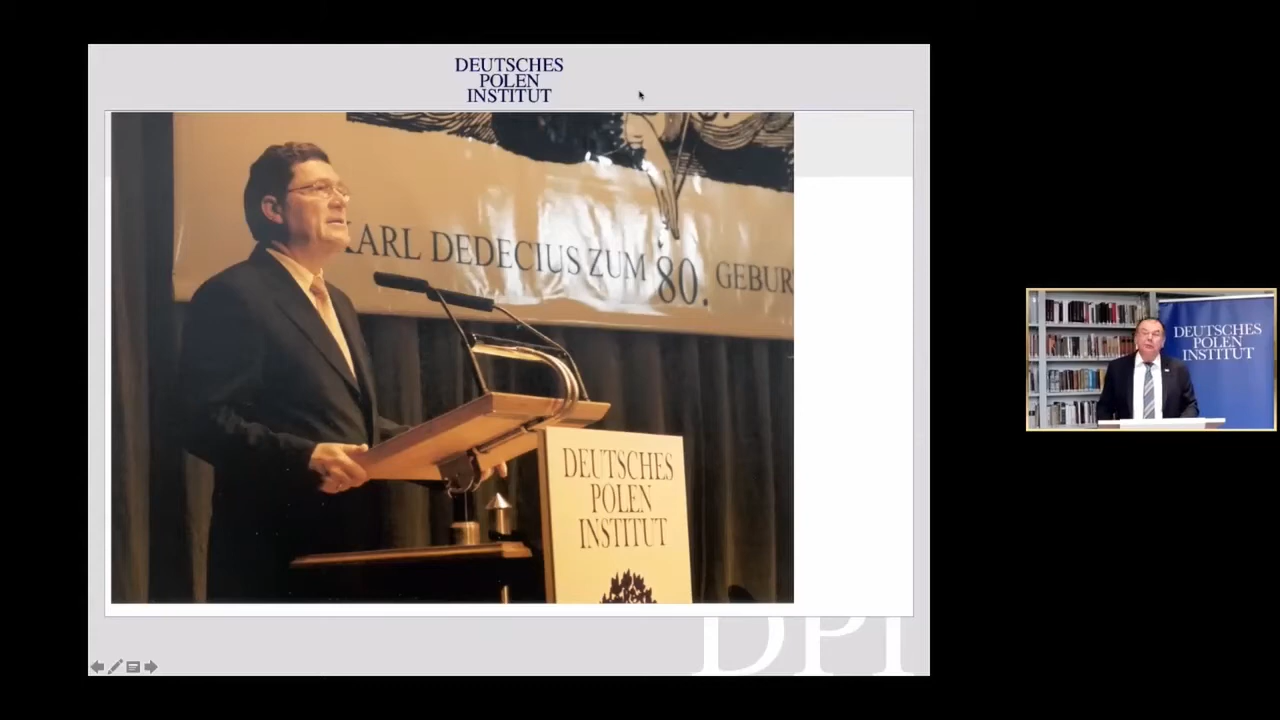 DEUTSCHES
POLEN
INSTITUT
KARL DEDECIUS ZUM 80. GEBUR
DEUTSCHES
POLEN
INSTITUT
DPI
DEUTSCHES
POLEN
INSTITUT